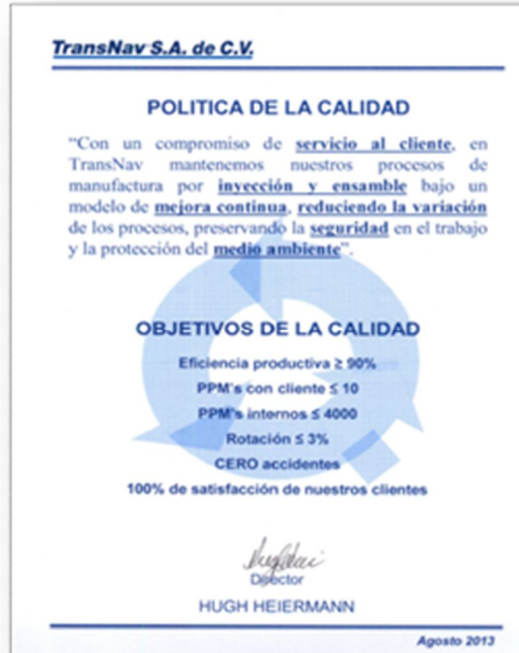 TransNav S.A. de C.V.
POLITICA DE LA CALIDAD
“Con un compromiso de servicio al cliente, en
TransNav mantenemos nuestros procesos de
manufactura por inyección y ensamble bajo un
modelo de mejora continua, reduciendo la variación
de los procesos, preservando la seguridad en el trabajo
y la protección del medio ambiente”.
OBJETIVOS DE LA CALIDAD
Eficiencia productiva ≥ 90%
PPM's con cliente ≤ 10
PPM's internos ≤ 4000
Rotación ≤ 3%
CERO accidentes
100% de satisfacción de nuestros clientes
Director
HUGH HEIERMANN
Agosto 2013